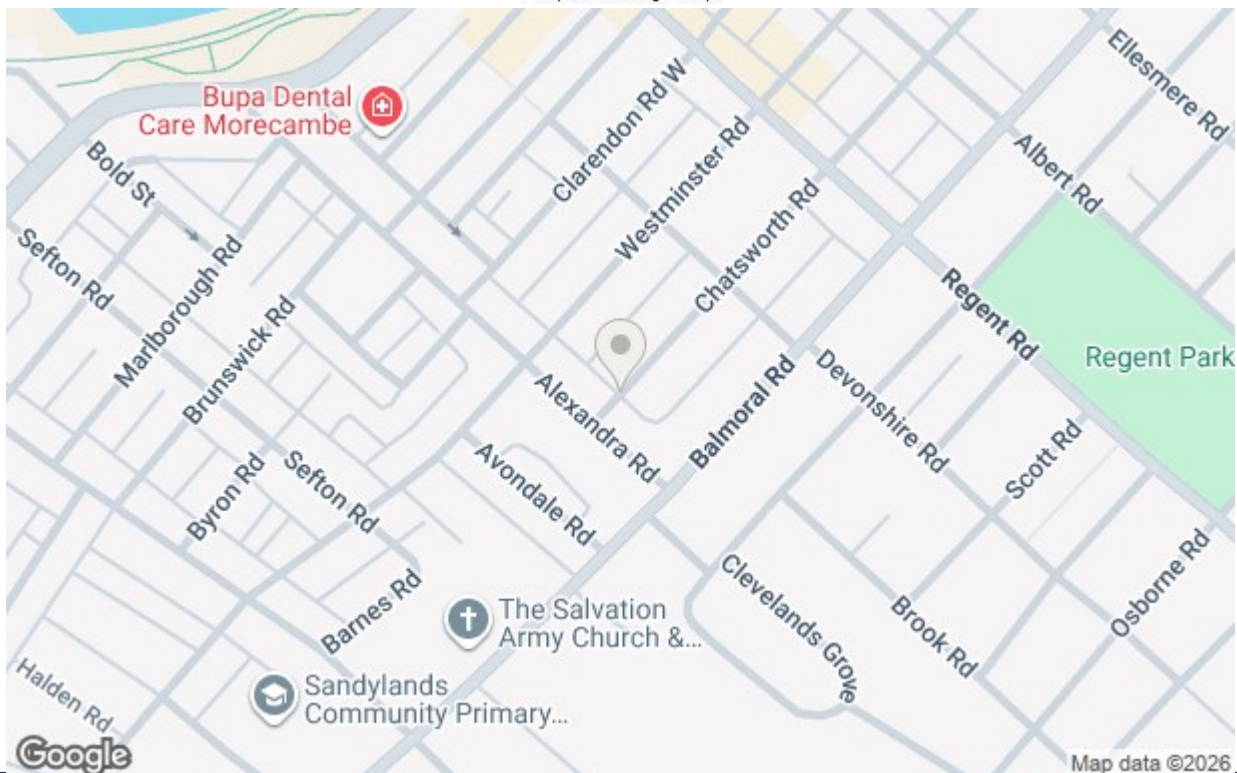 Ellesmere Rd
Bupa Dental
Care Morecambe
Clarendon Rd W
Westminster Rd
Albert Rd
Bold St
Chatsworth Rd
Sefton Rd
Marlborough Rd
Regent Rd
Brunswick Rd
Regent Park
Alexandra Rd
Balmoral Rd
Devonshire Rd
Scott Rd
Avondale Rd
Sefton Rd
Byron Rd
Osborne Rd
Clevelands Grove
Brook Rd
Barnes Rd
The Salvation
Army Church &...
Halden Rd
Sandylands
Community Primary...
Google
Map data ©2026